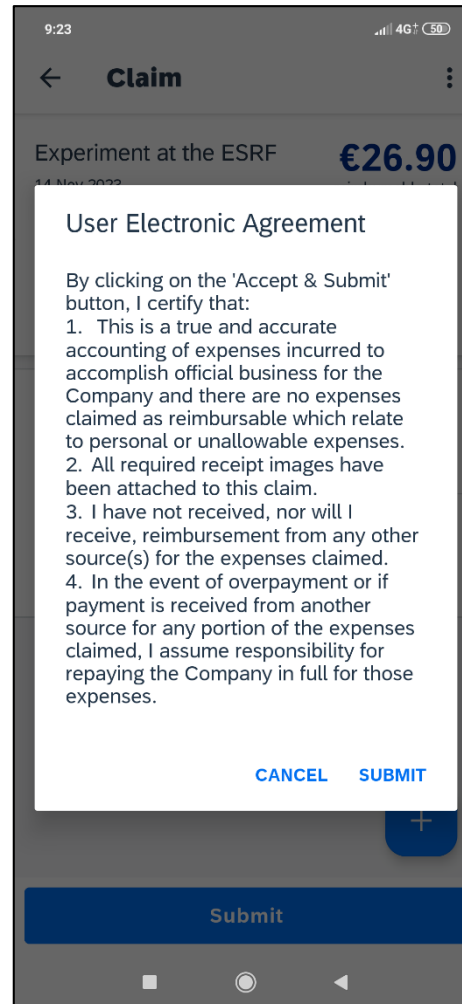 9:23 4G+ 50
Claim
Experiment at the ESRF €26.90
14 Nov 2023
User Electronic Agreement
By clicking on the 'Accept & Submit'
button, I certify that:
1. This is a true and accurate
accounting of expenses incurred to
accomplish official business for the
Company and there are no expenses
claimed as reimbursable which relate
to personal or unallowable expenses.
2. All required receipt images have
been attached to this claim.
3. I have not received, nor will I
receive, reimbursement from any other
source(s) for the expenses claimed.
4. In the event of overpayment or if
payment is received from another
source for any portion of the expenses
claimed, I assume responsibility for
repaying the Company in full for those
expenses.
CANCEL SUBMIT
Submit